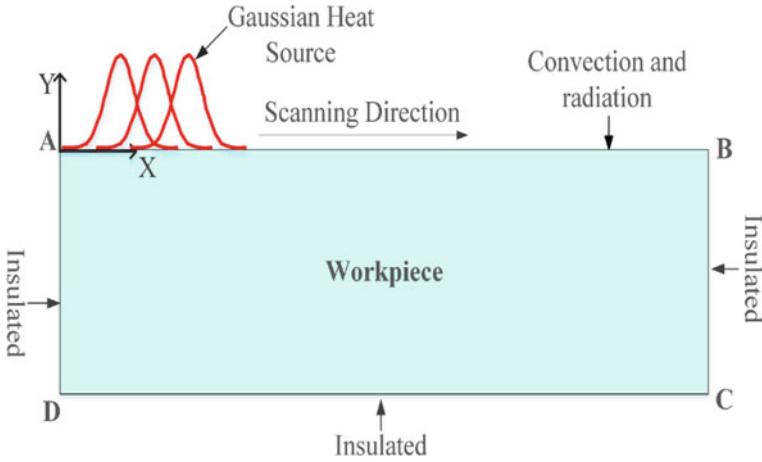 Gaussian Heat
Source
Convection and
radiation
Scanning Direction
Y
A
X
B
Workpiece
Insulated
Insulated
D
C
Insulated